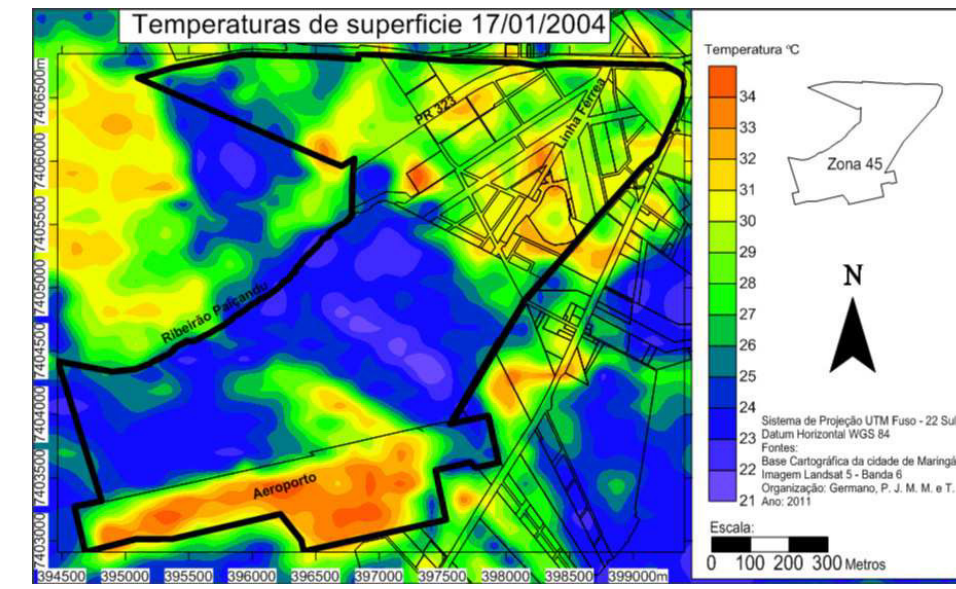 Temperaturas de superficie 17/01/2004
7406500m
7406000
7405500
7405000
7404500
7404000
7403500
7403000
394500 395000 395500 396000 396500 397000 397500 398000 398500 399000m
PR 323
Linha Férrea
Ribeirão Paiçandu
Aeroporto
Temperatura °C
34
33
32
31
30
29
28
27
26
25
24
23
22
21
Zona 45
N
Sistema de Projeção UTM Fuso - 22 Sul
Datum Horizontal WGS 84
Fontes:
Base Cartográfica da cidade de Maringá
Imagem Landsat 5 - Banda 6
Organização: Germano, P. J. M. M. e T.
Ano: 2011
Escala:
0 100 200 300 Metros